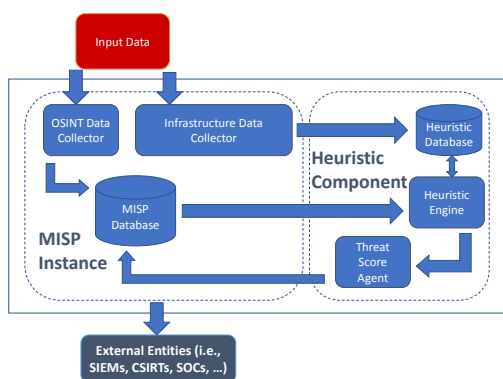 Input Data
OSINT Data
Collector
Infrastructure Data
Collector
Heuristic
Database
Heuristic
Component
MISP
Database
Heuristic
Engine
MISP
Instance
Threat
Score
Agent
External Entities (i.e.,
SIEMs, CSIRTs, SOCs, ...)